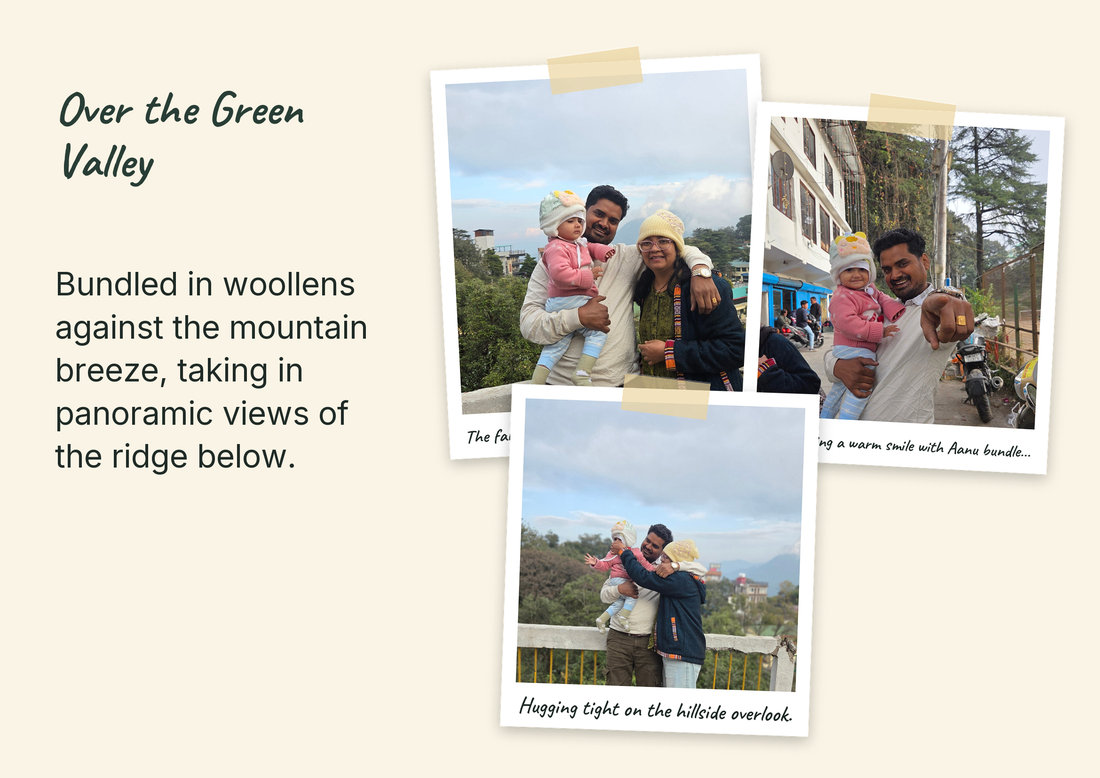 Over the Green
Valley
Bundled in woollens
against the mountain
breeze, taking in
panoramic views of
the ridge below.
The
a warm smile with Aanu bundle...
Hugging tight on the hillside overlook.